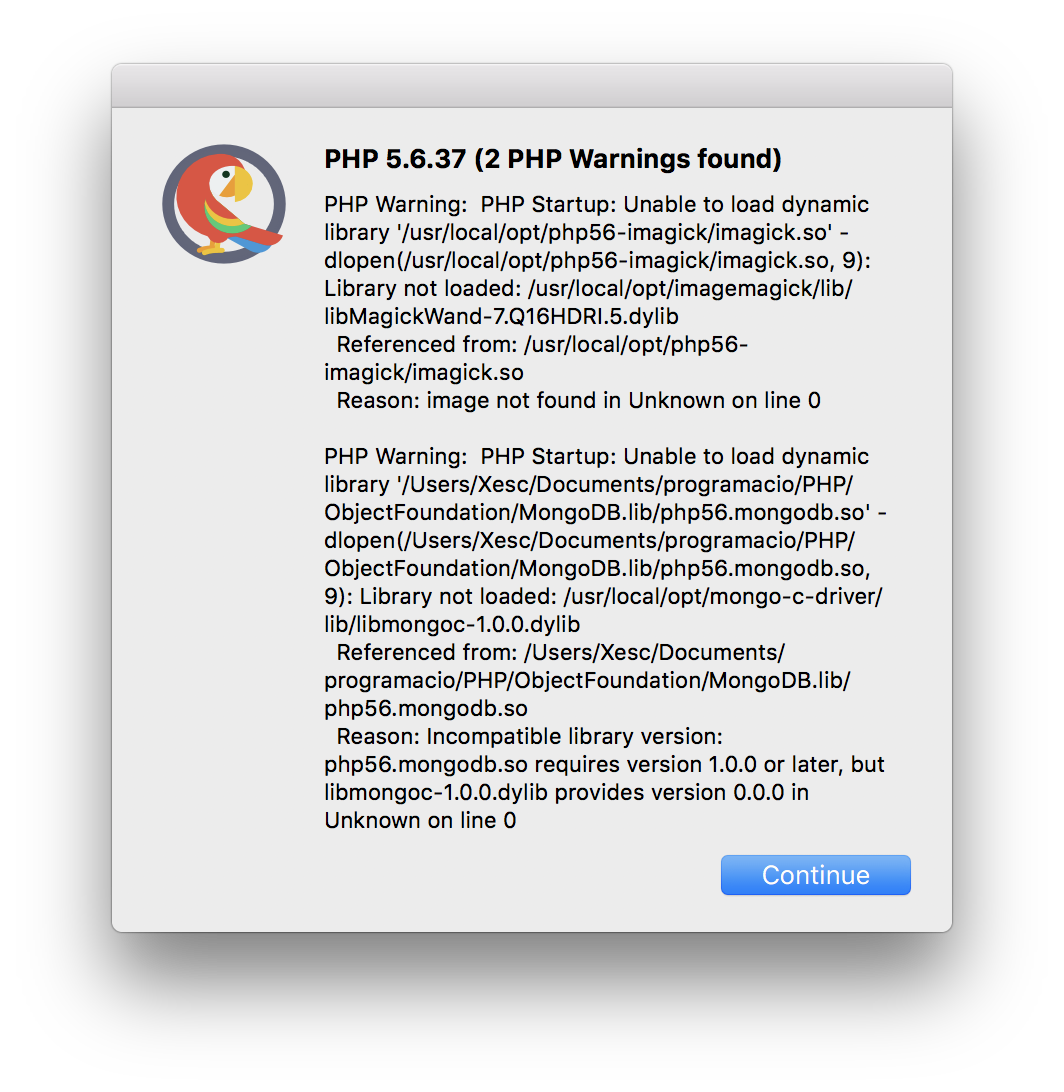 PHP 5.6.37 (2 PHP Warnings found)
PHP Warning:  PHP Startup: Unable to load dynamic
library '/usr/local/opt/php56-imagick/imagick.so' -
dlopen(/usr/local/opt/php56-imagick/imagick.so, 9):
Library not loaded: /usr/local/opt/imagemagick/lib/
libMagickWand-7.Q16HDRI.5.dylib
  Referenced from: /usr/local/opt/php56-
imagick/imagick.so
  Reason: image not found in Unknown on line 0

PHP Warning:  PHP Startup: Unable to load dynamic
library '/Users/Xesc/Documents/programacio/PHP/
ObjectFoundation/MongoDB.lib/php56.mongodb.so' -
dlopen(/Users/Xesc/Documents/programacio/PHP/
ObjectFoundation/MongoDB.lib/php56.mongodb.so,
9): Library not loaded: /usr/local/opt/mongo-c-driver/
lib/libmongoc-1.0.0.dylib
  Referenced from: /Users/Xesc/Documents/
programacio/PHP/ObjectFoundation/MongoDB.lib/
php56.mongodb.so
  Reason: Incompatible library version:
php56.mongodb.so requires version 1.0.0 or later, but
libmongoc-1.0.0.dylib provides version 0.0.0 in
Unknown on line 0
Continue